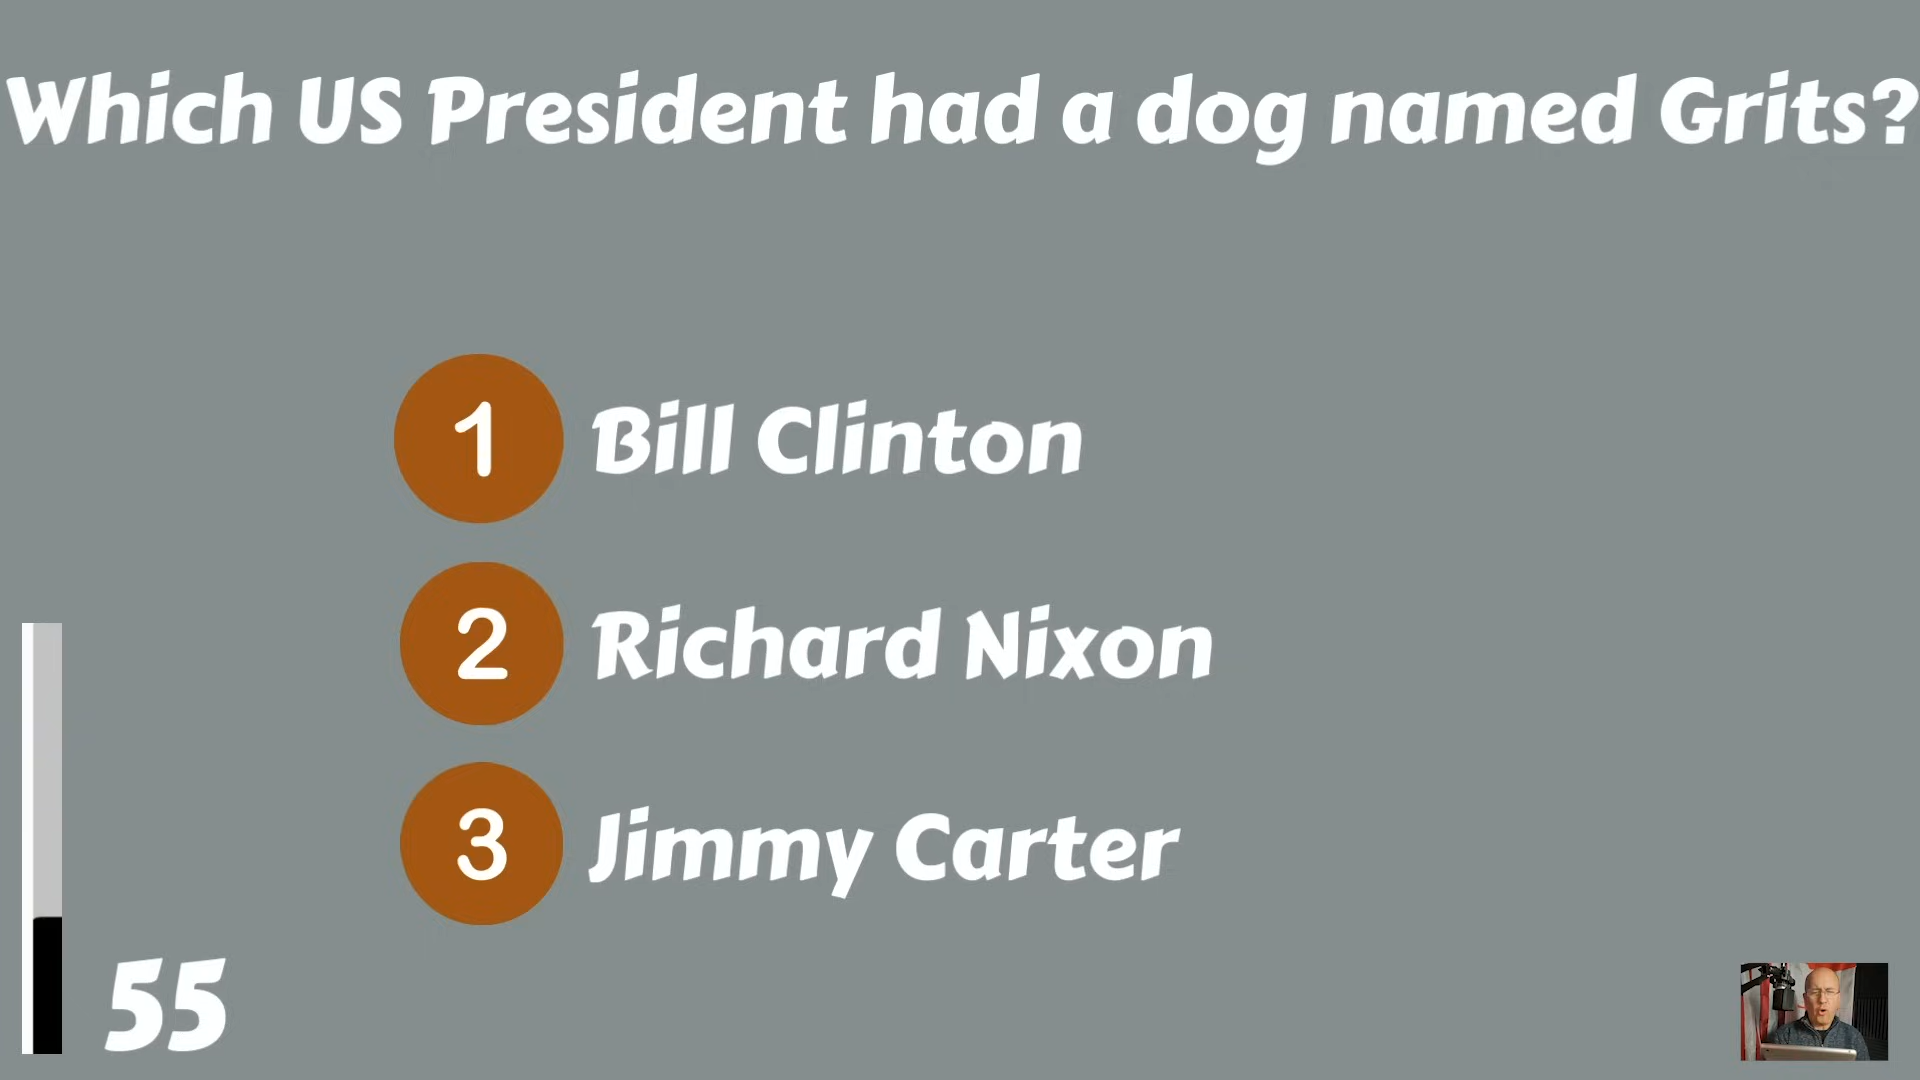 Which US President had a dog named Grits?
1 Bill Clinton
2 Richard Nixon
3 Jimmy Carter
55